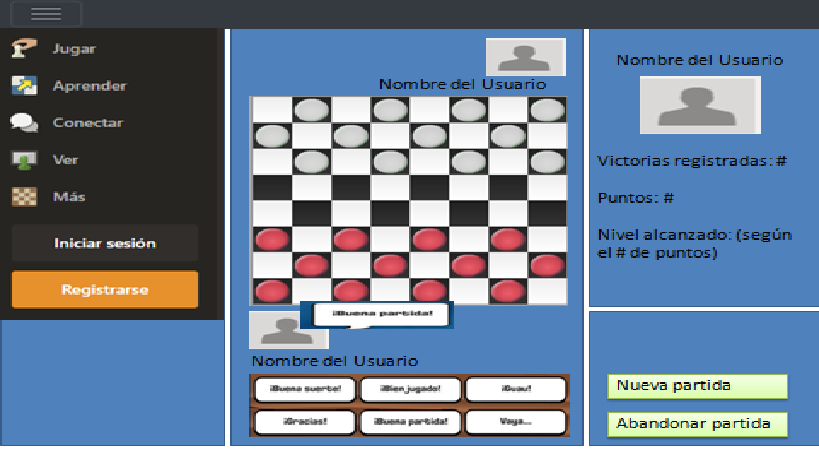 Jugar
Aprender
Conectar
Ver
Más
Iniciar sesión
Registrarse
Nombre del Usuario
¡Buena partida!
Nombre del Usuario
¡Buena suerte!
¡Bien jugado!
¡Guau!
¡Gracias!
¡Buena partida!
Vaya...
Nombre del Usuario
Victorias registradas: #
Puntos: #
Nivel alcanzado: (según
el # de puntos)
Nueva partida
Abandonar partida